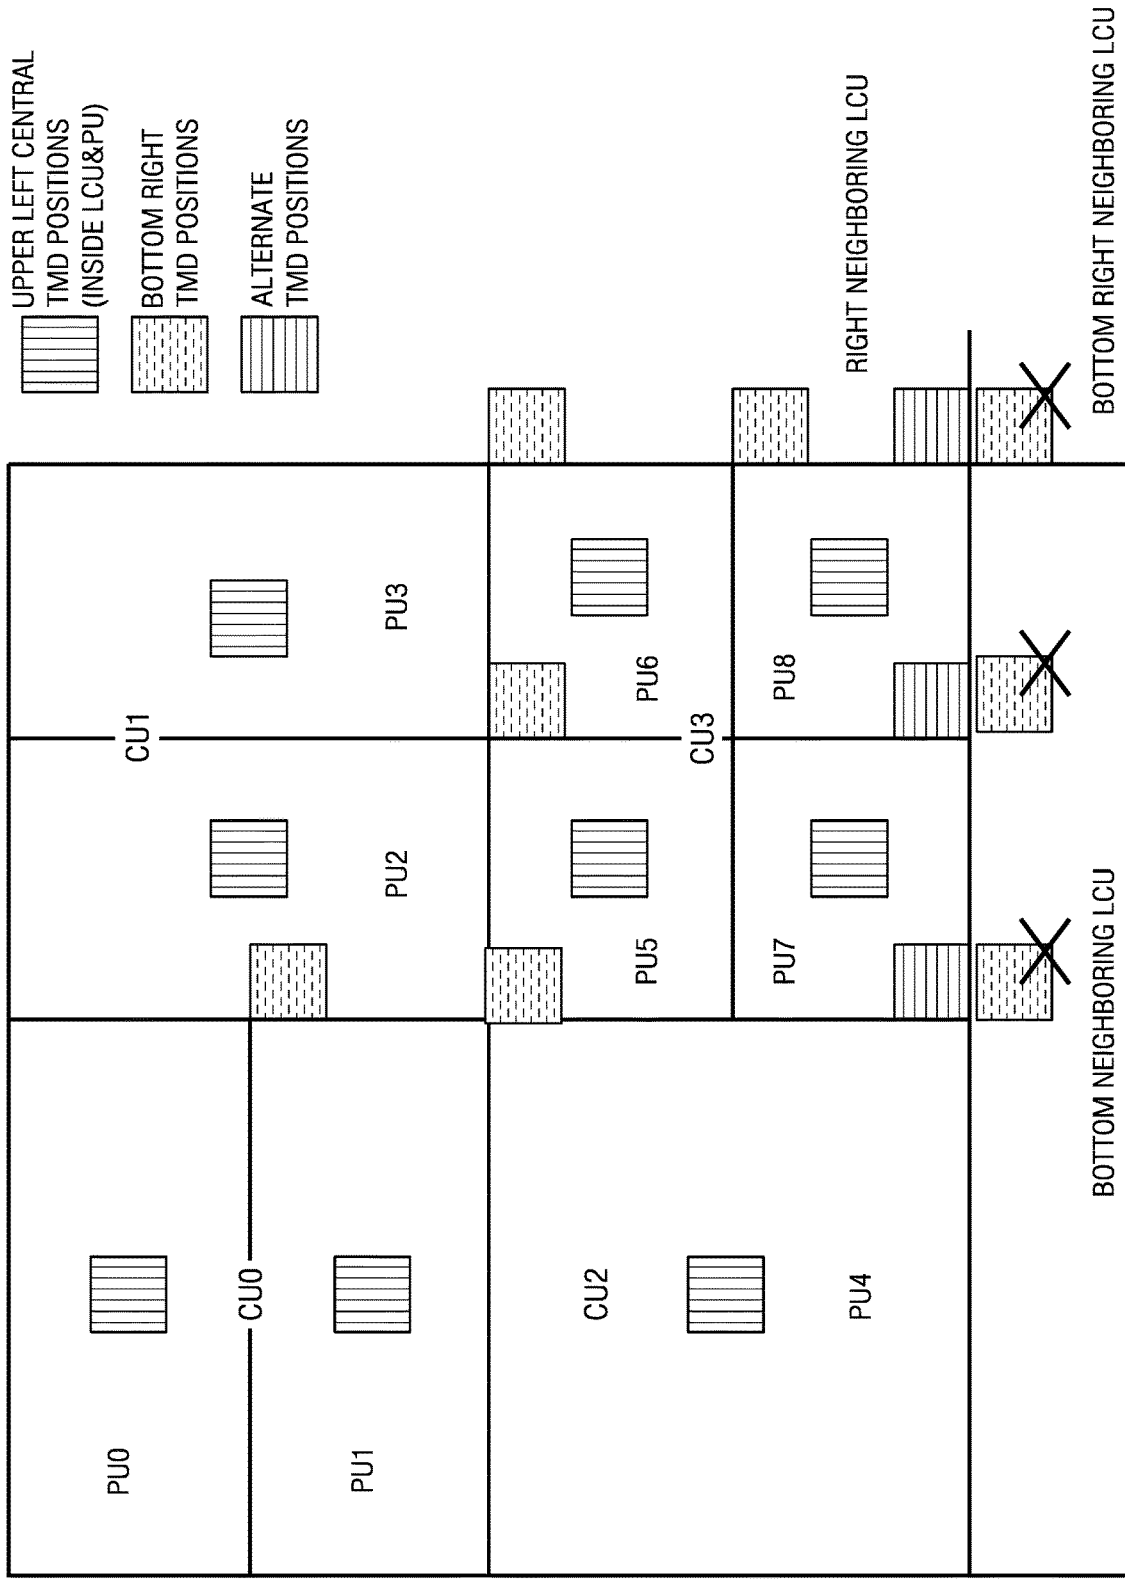 UPPER LEFT CENTRAL
TMD POSITIONS
(INSIDE LCU&PU)
BOTTOM RIGHT
TMD POSITIONS
ALTERNATE
TMD POSITIONS
PU0
CU0
PU1
CU1
PU2
PU3
CU2
PU4
PU5
PU6
CU3
PU7
PU8
RIGHT NEIGHBORING LCU
BOTTOM NEIGHBORING LCU
BOTTOM RIGHT NEIGHBORING LCU